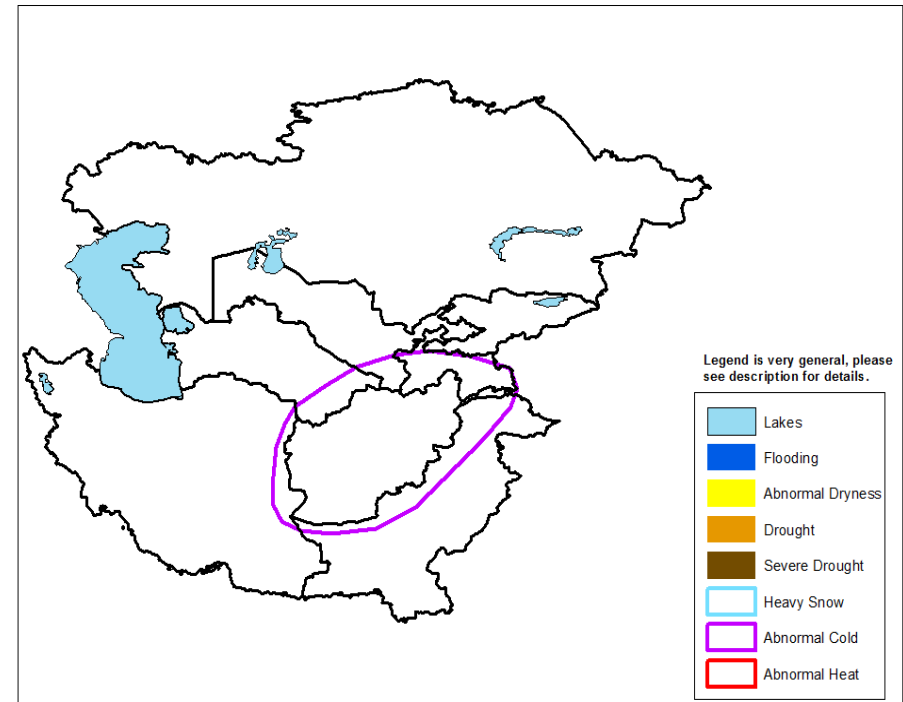 Legend is very general, please
see description for details.
Lakes
Flooding
Abnormal Dryness
Drought
Severe Drought
Heavy Snow
Abnormal Cold
Abnormal Heat